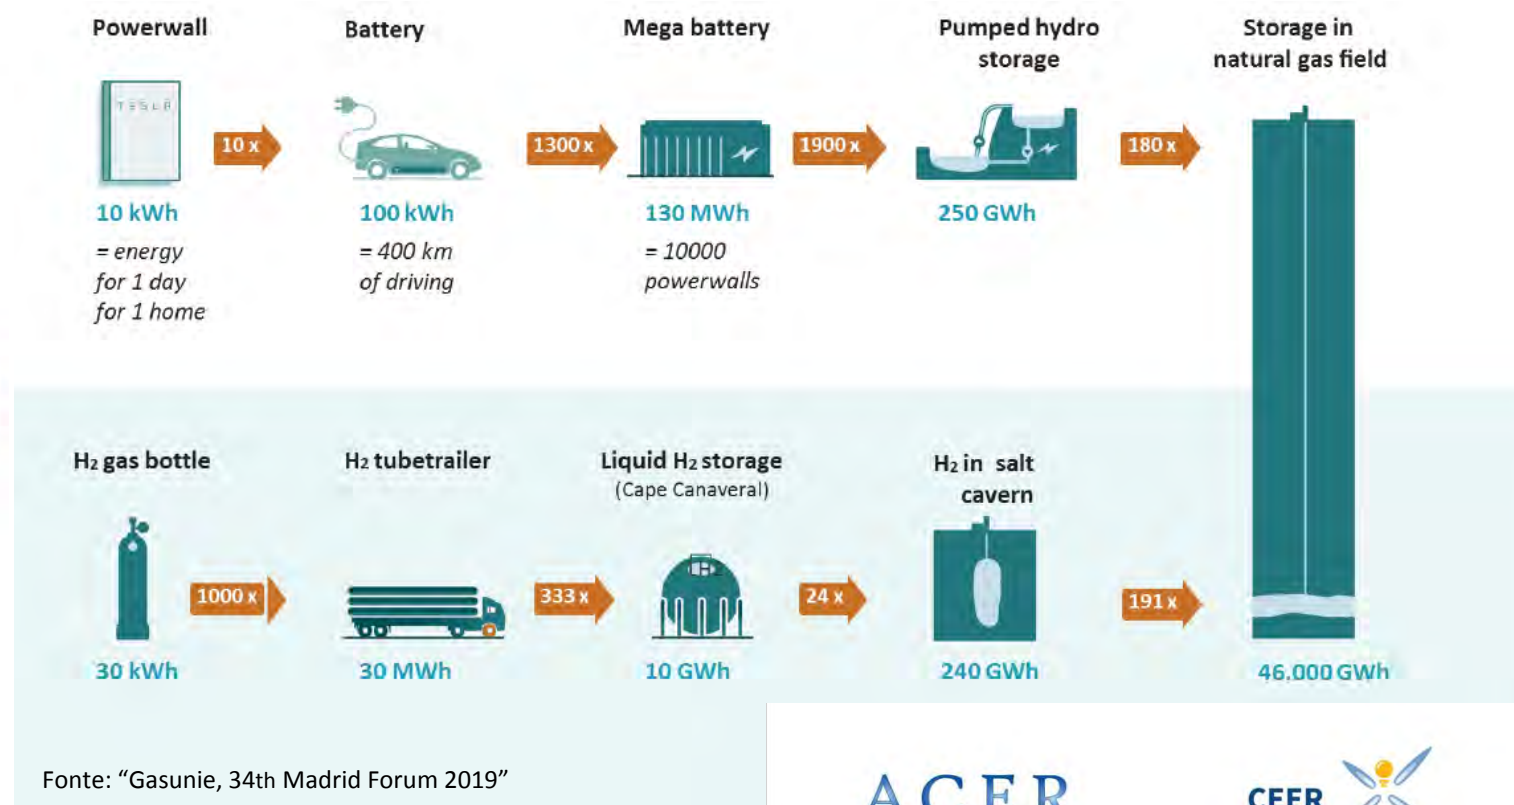 Powerwall
Battery
Mega battery
Pumped hydro
storage
Storage in
natural gas field
TESLA
10 x
1300 x
1900 x
180 x
10 kWh
100 kWh
130 MWh
250 GWh
= energy
for 1 day
for 1 home
= 400 km
of driving
= 10000
powerwalls
H2 gas bottle
H2 tubetrailer
Liquid H2 storage
(Cape Canaveral)
H2 in salt
cavern
1000 x
333 x
24 x
191 x
30 kWh
30 MWh
10 GWh
240 GWh
46.000 GWh
Fonte: “Gasunie, 34th Madrid Forum 2019”
ACER
CEER